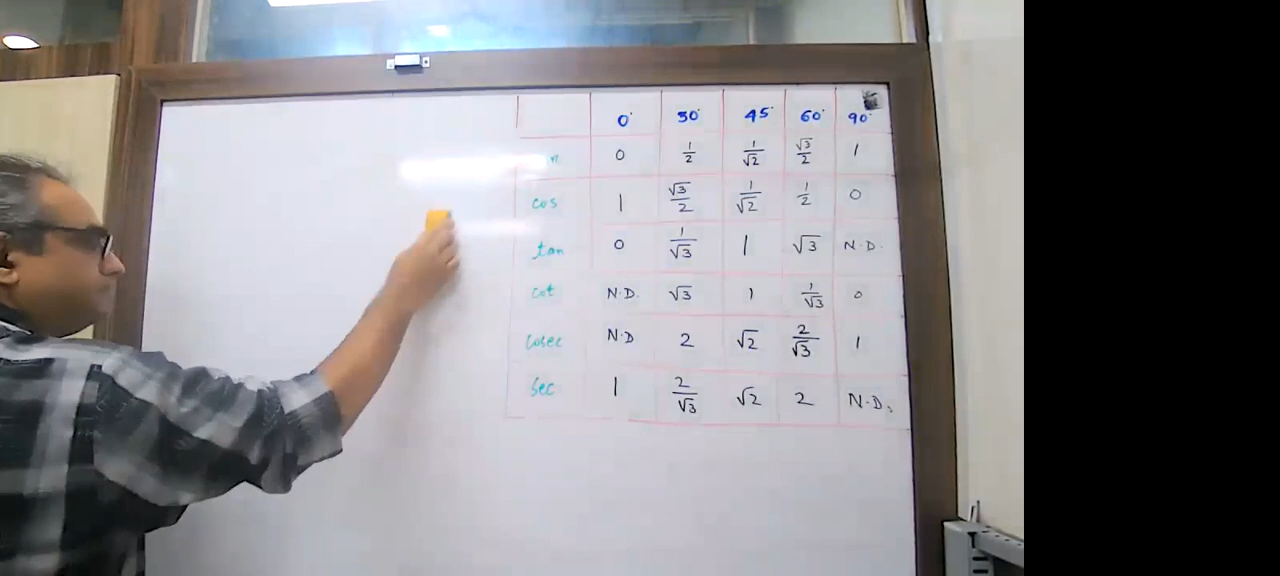 0° 30° 45° 60° 90°
0 1/2 1/√2 √3/2 1
cos 1 √3/2 1/√2 1/2 0
tan 0 1/√3 1 √3 N.D.
cot N.D. √3 1 1/√3 0
cosec N.D 2 √2 2/√3 1
Sec 1 2/√3 √2 2 N.D.